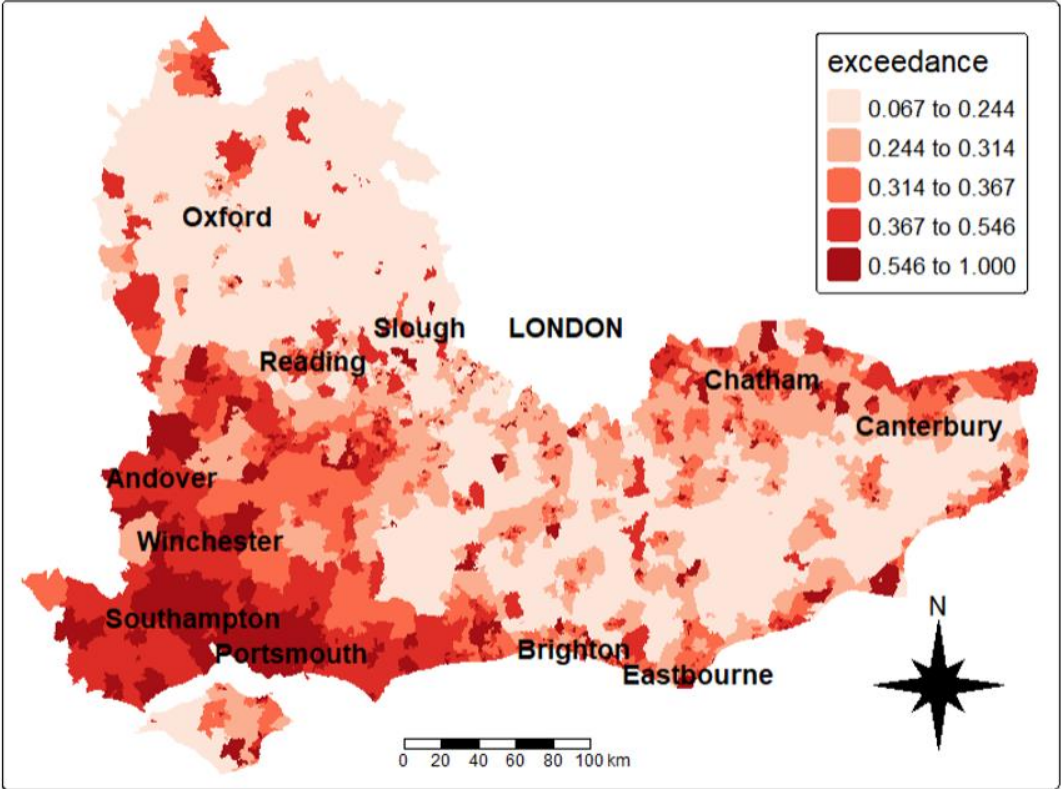 exceedance
0.067 to 0.244
0.244 to 0.314
0.314 to 0.367
0.367 to 0.546
0.546 to 1.000
Oxford
Slough LONDON
Reading
Chatham
Canterbury
Andover
Winchester
Southampton
Portsmouth
Brighton
Eastbourne
N
0 20 40 60 80 100 km